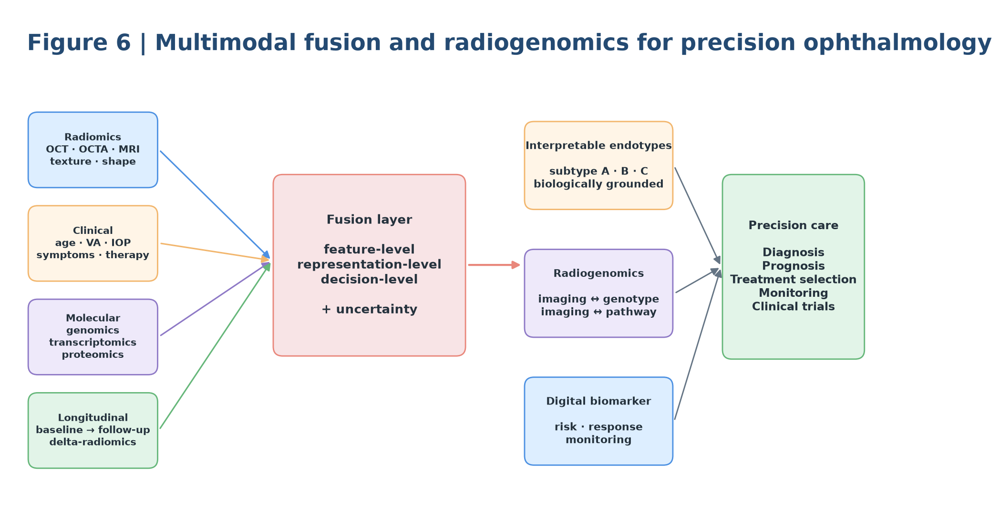 Figure 6 | Multimodal fusion and radiogenomics for precision ophthalmology
Radiomics
OCT · OCTA · MRI
texture · shape
Clinical
age · VA · IOP
symptoms · therapy
Molecular
genomics
transcriptomics
proteomics
Longitudinal
baseline → follow-up
delta-radiomics
Fusion layer
feature-level
representation-level
decision-level
+ uncertainty
Interpretable endotypes
subtype A · B · C
biologically grounded
Radiogenomics
imaging ↔ genotype
imaging ↔ pathway
Digital biomarker
risk · response
monitoring
Precision care
Diagnosis
Prognosis
Treatment selection
Monitoring
Clinical trials